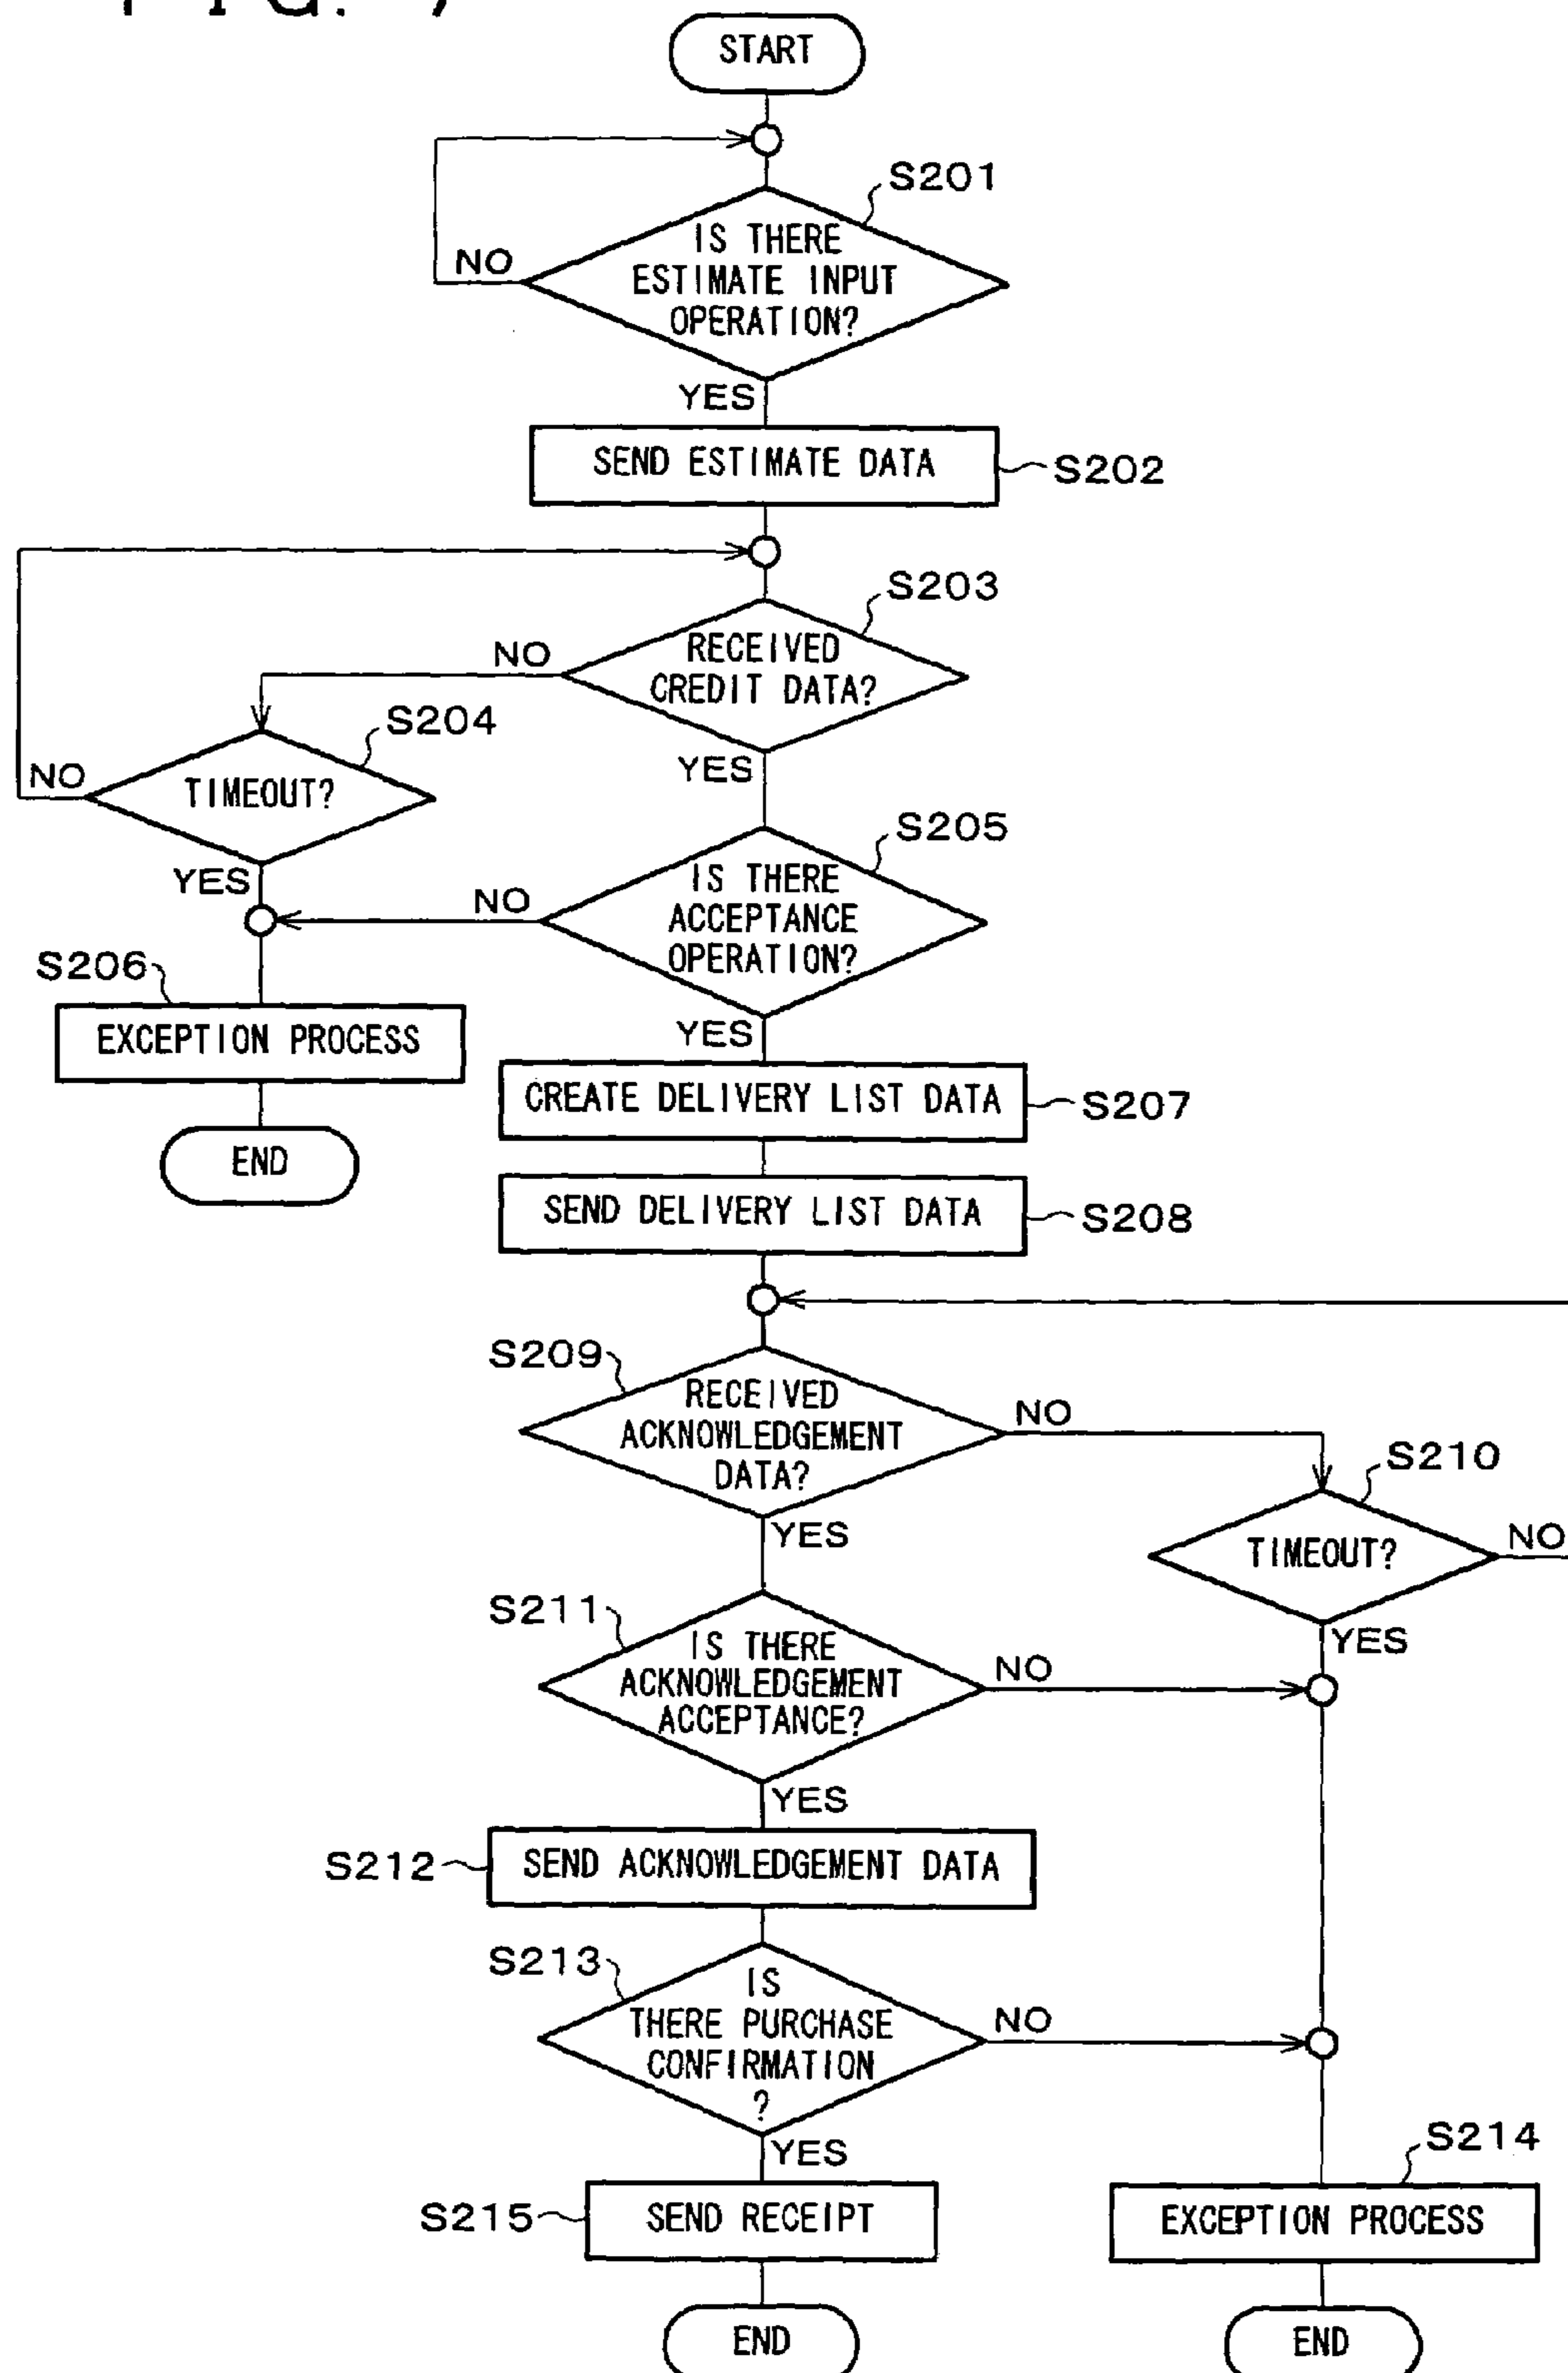 START
S201
IS THERE
ESTIMATE INPUT
OPERATION?
NO
YES
SEND ESTIMATE DATA
S202
S203
RECEIVED
CREDIT DATA?
NO
YES
S204
TIMEOUT?
NO
YES
S205
IS THERE
ACCEPTANCE
OPERATION?
NO
YES
S206
EXCEPTION PROCESS
END
CREATE DELIVERY LIST DATA
S207
SEND DELIVERY LIST DATA
S208
S209
RECEIVED
ACKNOWLEDGEMENT
DATA?
NO
YES
S210
TIMEOUT?
NO
YES
S211
IS THERE
ACKNOWLEDGEMENT
ACCEPTANCE?
NO
YES
S212
SEND ACKNOWLEDGEMENT DATA
S213
IS
THERE PURCHASE
CONFIRMATION
?
NO
YES
S214
EXCEPTION PROCESS
S215
SEND RECEIPT
END
END